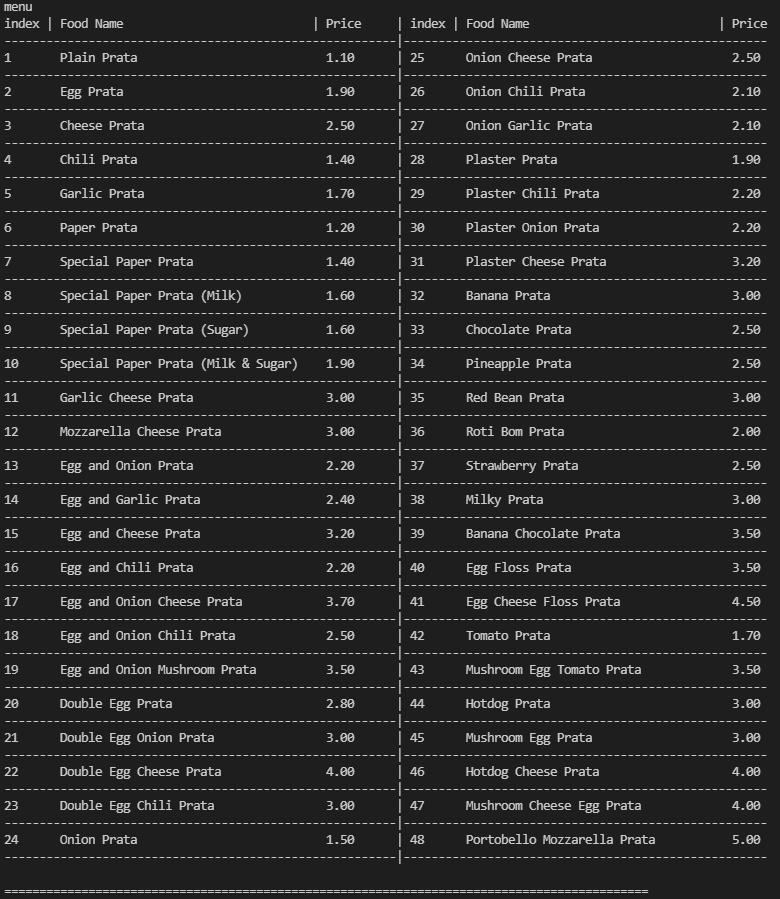 menu
index | Food Name | Price | index | Food Name | Price
1 Plain Prata 1.10 | 25 Onion Cheese Prata 2.50
2 Egg Prata 1.90 | 26 Onion Chili Prata 2.10
3 Cheese Prata 2.50 | 27 Onion Garlic Prata 2.10
4 Chili Prata 1.40 | 28 Plaster Prata 1.90
5 Garlic Prata 1.70 | 29 Plaster Chili Prata 2.20
6 Paper Prata 1.20 | 30 Plaster Onion Prata 2.20
7 Special Paper Prata 1.40 | 31 Plaster Cheese Prata 3.20
8 Special Paper Prata (Milk) 1.60 | 32 Banana Prata 3.00
9 Special Paper Prata (Sugar) 1.60 | 33 Chocolate Prata 2.50
10 Special Paper Prata (Milk & Sugar) 1.90 | 34 Pineapple Prata 2.50
11 Garlic Cheese Prata 3.00 | 35 Red Bean Prata 3.00
12 Mozzarella Cheese Prata 3.00 | 36 Roti Bom Prata 2.00
13 Egg and Onion Prata 2.20 | 37 Strawberry Prata 2.50
14 Egg and Garlic Prata 2.40 | 38 Milky Prata 3.00
15 Egg and Cheese Prata 3.20 | 39 Banana Chocolate Prata 3.50
16 Egg and Chili Prata 2.20 | 40 Egg Floss Prata 3.50
17 Egg and Onion Cheese Prata 3.70 | 41 Egg Cheese Floss Prata 4.50
18 Egg and Onion Chili Prata 2.50 | 42 Tomato Prata 1.70
19 Egg and Onion Mushroom Prata 3.50 | 43 Mushroom Egg Tomato Prata 3.50
20 Double Egg Prata 2.80 | 44 Hotdog Prata 3.00
21 Double Egg Onion Prata 3.00 | 45 Mushroom Egg Prata 3.00
22 Double Egg Cheese Prata 4.00 | 46 Hotdog Cheese Prata 4.00
23 Double Egg Chili Prata 3.00 | 47 Mushroom Cheese Egg Prata 4.00
24 Onion Prata 1.50 | 48 Portobello Mozzarella Prata 5.00